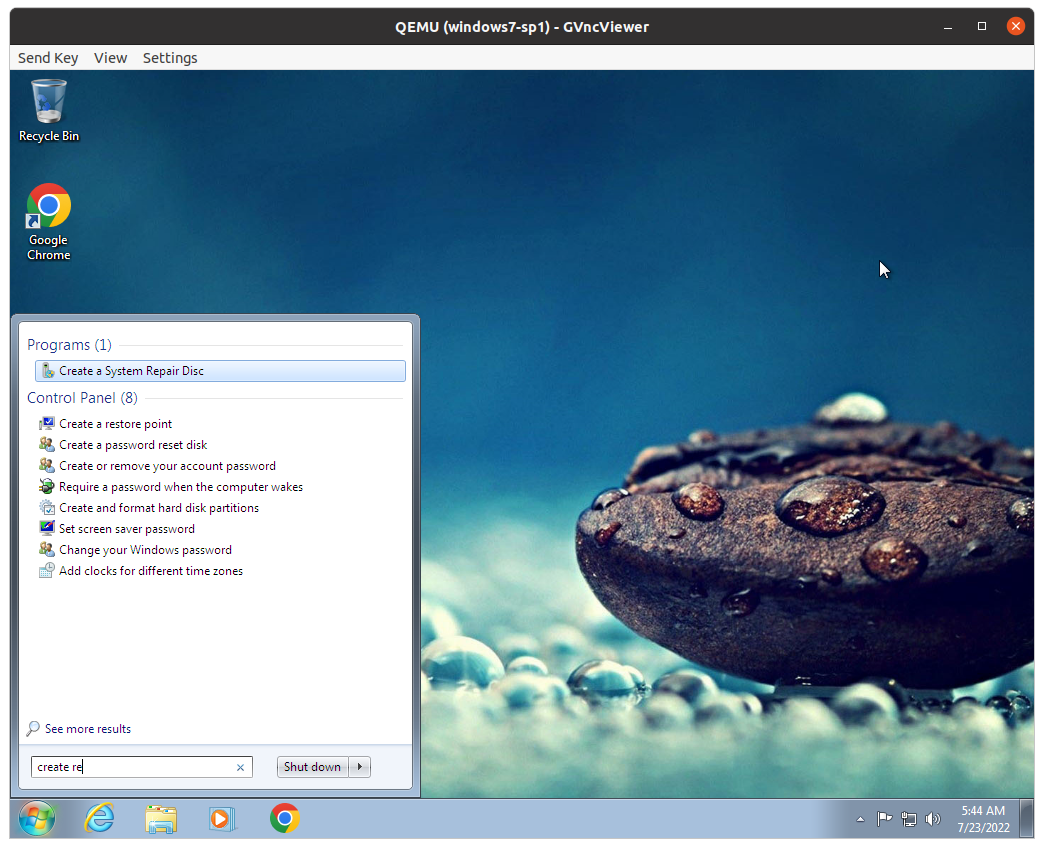 QEMU (windows7-sp1) - GVncViewer
Send Key View Settings
Recycle Bin
Google
Chrome
Programs (1)
Create a System Repair Disc
Control Panel (8)
Create a restore point
Create a password reset disk
Create or remove your account password
Require a password when the computer wakes
Create and format hard disk partitions
Set screen saver password
Change your Windows password
Add clocks for different time zones
See more results
create re
Shut down
5:44 AM
7/23/2022